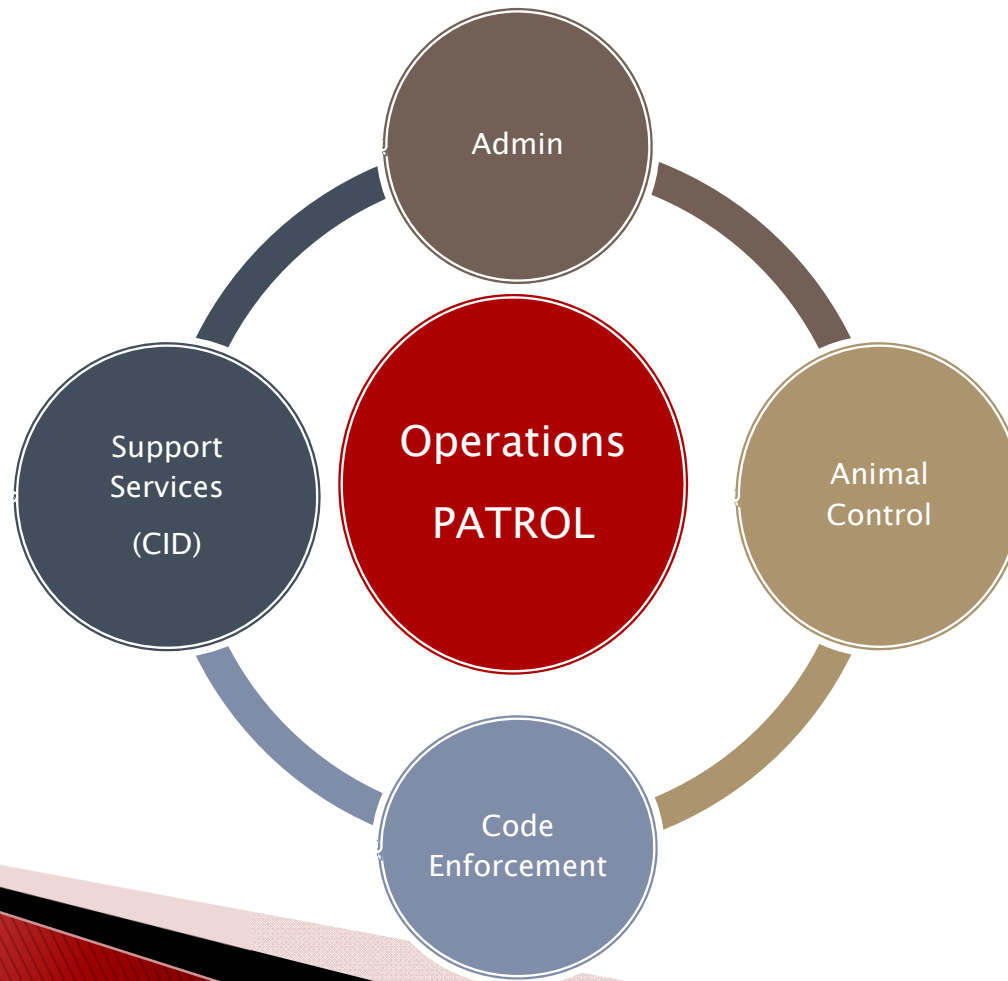 Admin
Operations
PATROL
Support
Services
(CID)
Animal
Control
Code
Enforcement